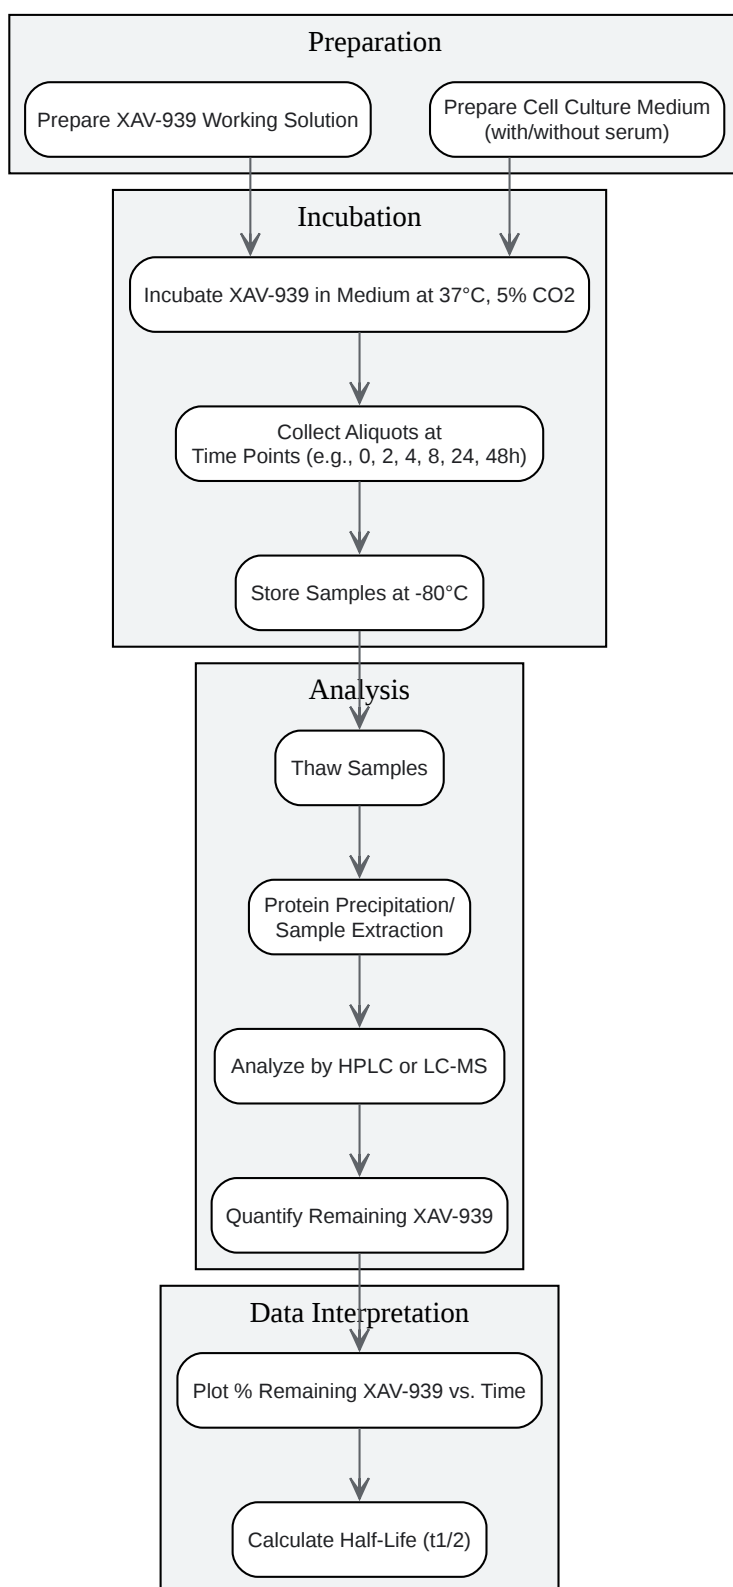 Preparation
Prepare XAV-939 Working Solution
Prepare Cell Culture Medium
(with/without serum)
Incubation
Incubate XAV-939 in Medium at 37°C, 5% CO2
Collect Aliquots at
Time Points (e.g., 0, 2, 4, 8, 24, 48h)
Store Samples at -80°C
Analysis
Thaw Samples
Protein Precipitation/
Sample Extraction
Analyze by HPLC or LC-MS
Quantify Remaining XAV-939
Data Interpretation
Plot % Remaining XAV-939 vs. Time
Calculate Half-Life (t1/2)